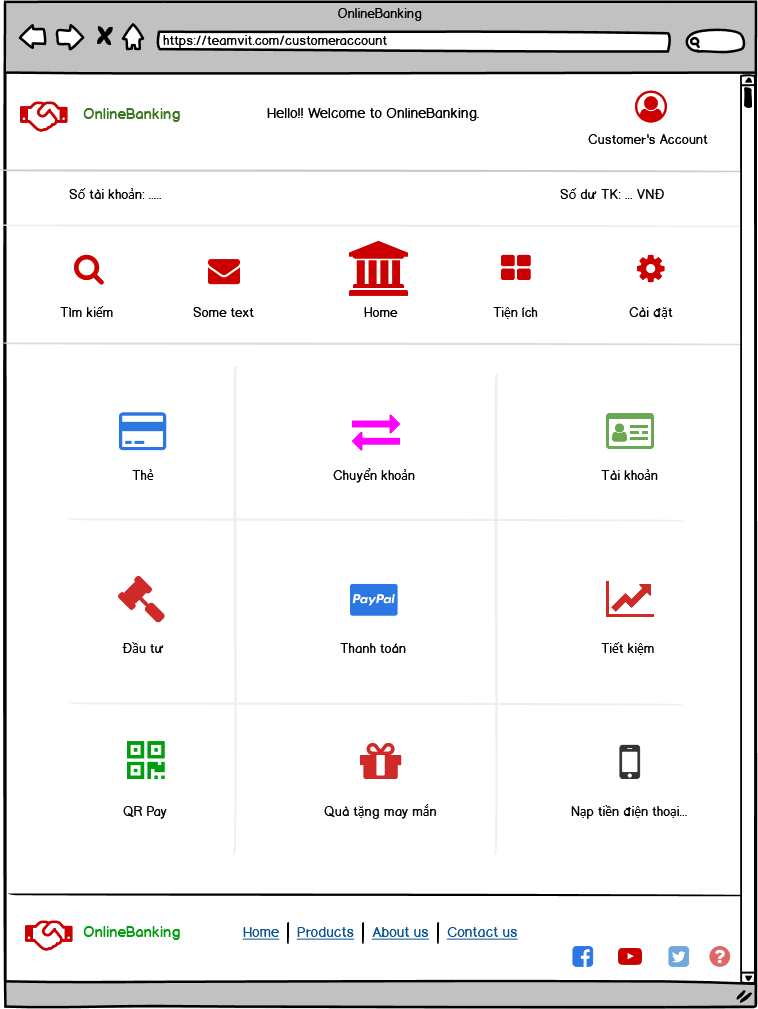 OnlineBanking
https://teamvit.com/customeraccount
OnlineBanking
Hello!! Welcome to OnlineBanking.
Customer's Account
Số tài khoản: .....
Số dư TK: ... VNĐ
Tìm kiếm
Some text
Home
Tiện ích
Cài đặt
Thẻ
Chuyển khoản
Tài khoản
PayPal
Đầu tư
Thanh toán
Tiết kiệm
QR Pay
Quà tặng may mắn
Nạp tiền điện thoại...
OnlineBanking
Home
Products
About us
Contact us